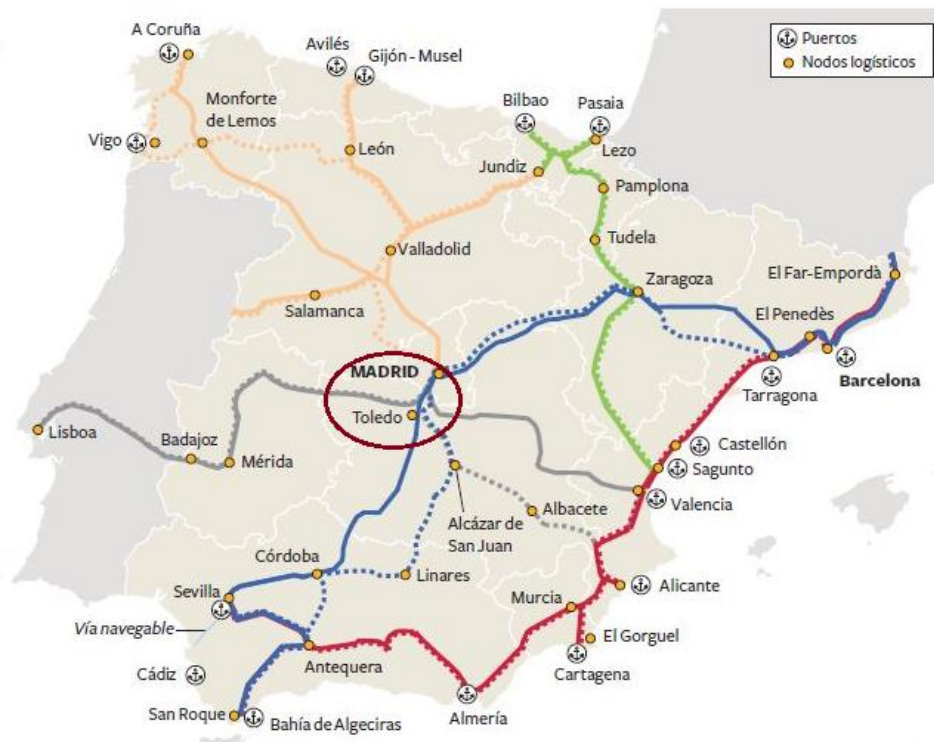 A Coruña
Avilés
Gijón - Musel
Puertos
Nodos logísticos
Bilbao
Pasaia
Monforte
de Lemos
Vigo
León
Lezo
Jundiz
Pamplona
Valladolid
Tudela
Zaragoza
El Far-Empordà
Salamanca
El Penedès
MADRID
Tarragona
Barcelona
Toledo
Lisboa
Badajoz
Mérida
Castellón
Sagunto
Valencia
Albacete
Alcázar de
San Juan
Córdoba
Linares
Sevilla
Alicante
Murcia
Vía navegable
El Gorguel
Antequera
Cartagena
Cádiz
Almería
San Roque
Bahía de Algeciras